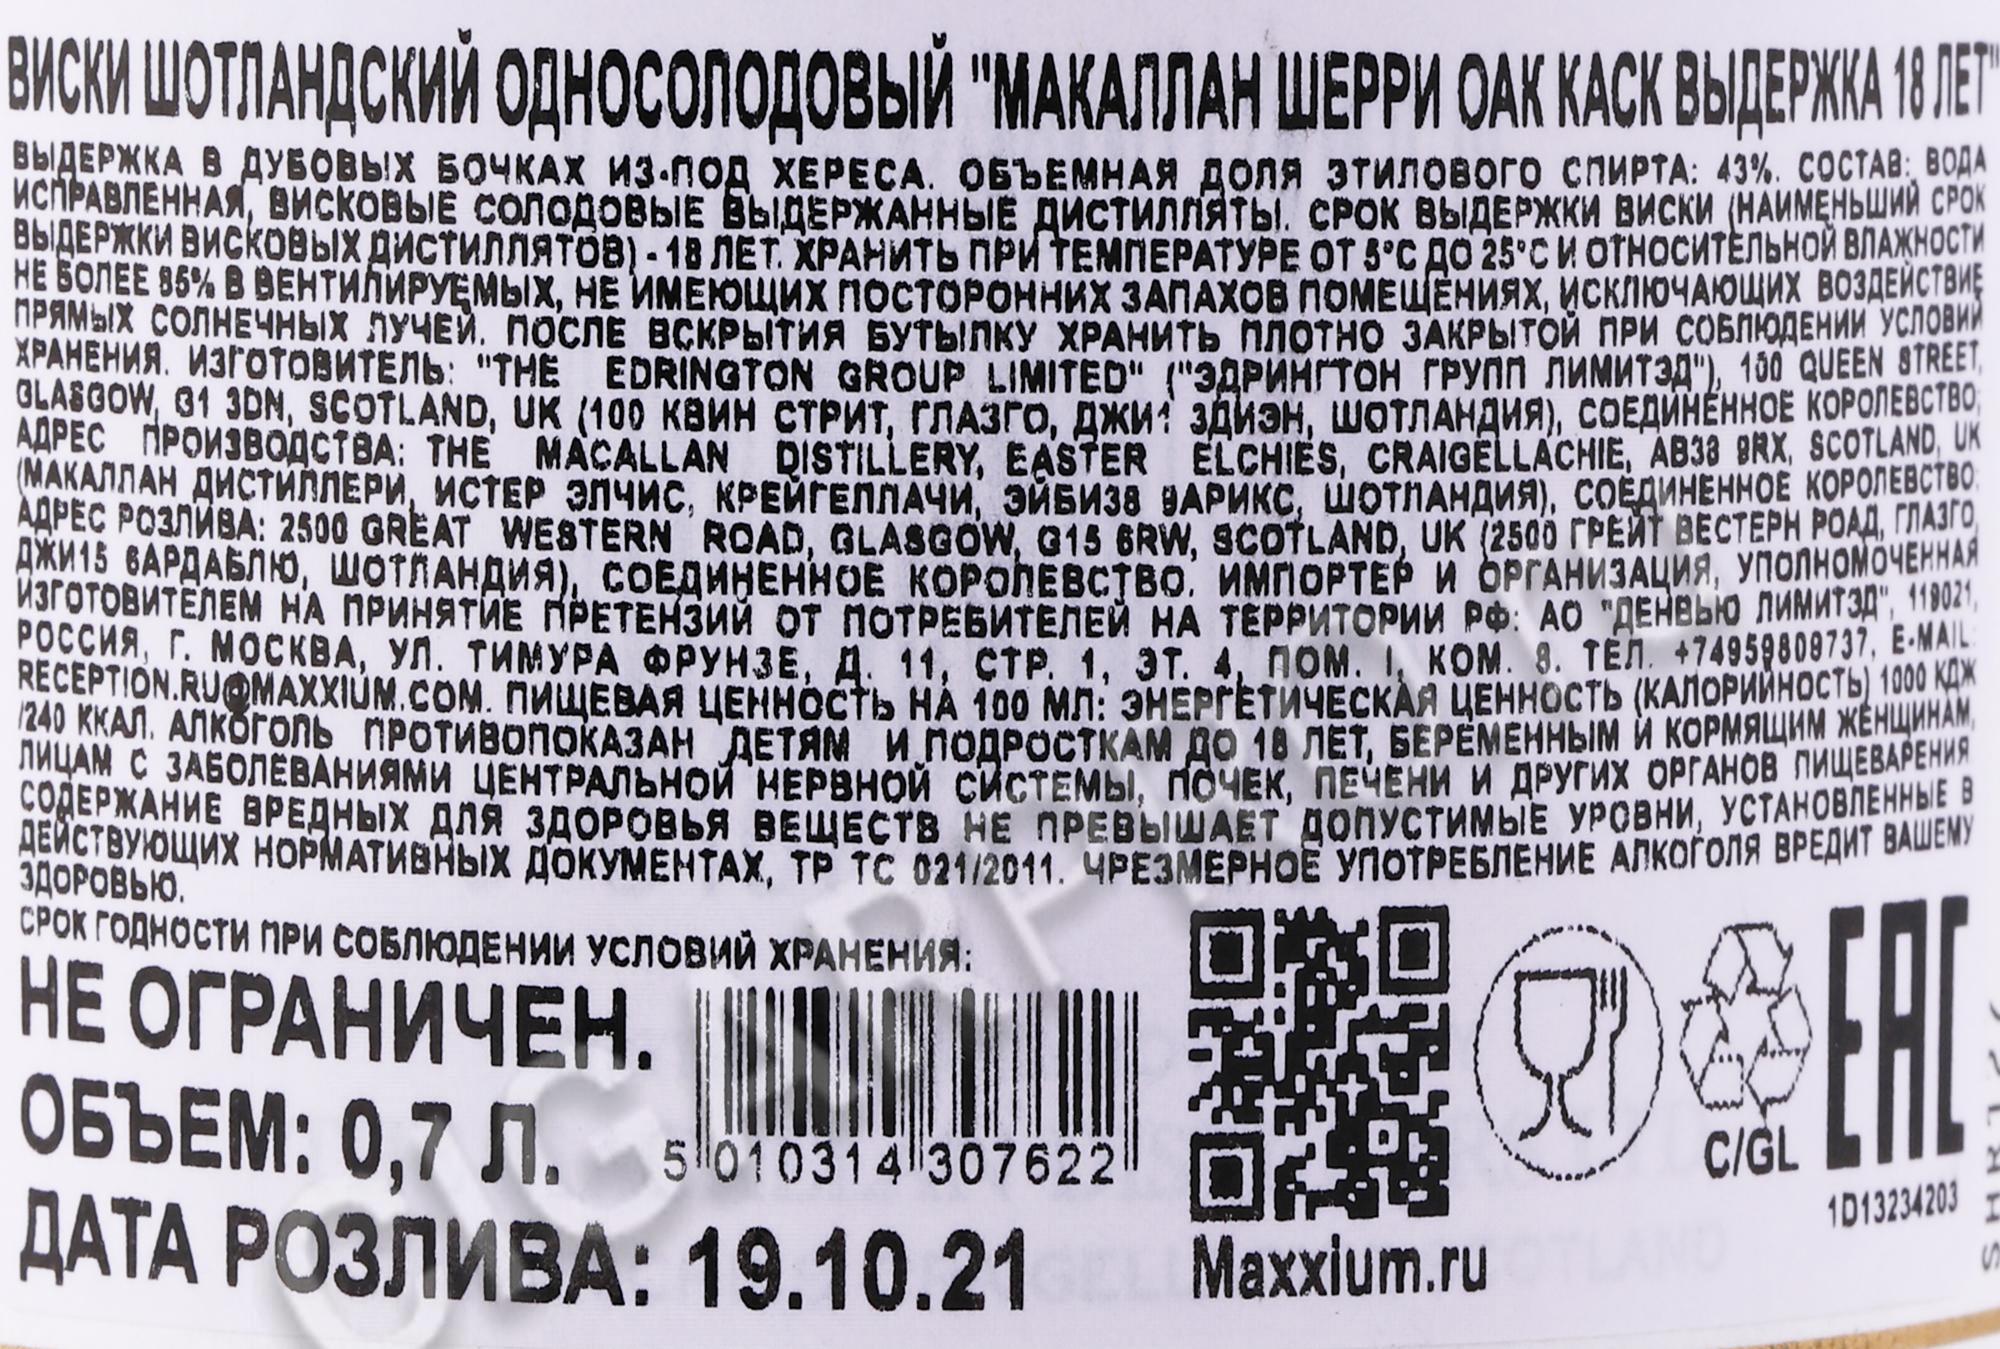 ВИСКИ ШОТЛАНДСКИЙ ОДНОСОЛОДОВЫЙ "МАКАЛЛАН ШЕРРИ ОАК КАСК ВЫДЕРЖКА 18 ЛЕТ"
ВЫДЕРЖКА В ДУБОВЫХ БОЧКАХ ИЗ-ПОД ХЕРЕСА. ОБЪЕМНАЯ ДОЛЯ ЭТИЛОВОГО СПИРТА: 43%. СОСТАВ: ВОДА
ИСПРАВЛЕННАЯ, ВИСКОВЫЕ СОЛОДОВЫЕ ВЫДЕРЖАННЫЕ ДИСТИЛЛЯТЫ. СРОК ВЫДЕРЖКИ ВИСКИ (НАИМЕНЬШИЙ СРОК
ВЫДЕРЖКИ ВИСКОВЫХ ДИСТИЛЛЯТОВ) - 18 ЛЕТ. ХРАНИТЬ ПРИ ТЕМПЕРАТУРЕ ОТ 5°С ДО 25°С И ОТНОСИТЕЛЬНОЙ ВЛАЖНОСТИ
НЕ БОЛЕЕ 85% В ВЕНТИЛИРУЕМЫХ, НЕ ИМЕЮЩИХ ПОСТОРОННИХ ЗАПАХОВ ПОМЕЩЕНИЯХ, ИСКЛЮЧАЮЩИХ ВОЗДЕЙСТВИЕ
ПРЯМЫХ СОЛНЕЧНЫХ ЛУЧЕЙ. ПОСЛЕ ВСКРЫТИЯ БУТЫЛКУ ХРАНИТЬ ПЛОТНО ЗАКРЫТОЙ ПРИ СОБЛЮДЕНИИ УСЛОВИЙ
ХРАНЕНИЯ. ИЗГОТОВИТЕЛЬ: "THE EDRINGTON GROUP LIMITED" ("ЭДРИНГТОН ГРУПП ЛИМИТЭД"), 100 QUEEN STREET,
GLASGOW, G1 3DN, SCOTLAND, UK (100 КВИН СТРИТ, ГЛАЗГО, ДЖИ1 3ДИЭН, ШОТЛАНДИЯ), СОЕДИНЕННОЕ КОРОЛЕВСТВО;
АДРЕС ПРОИЗВОДСТВА: THE MACALLAN DISTILLERY, EASTER ELCHIES, CRAIGELLACHIE, AB38 9RX, SCOTLAND, UK
(МАКАЛЛАН ДИСТИЛЛЕРИ, ИСТЕР ЭЛЧИС, КРЕЙГЕЛЛАЧИ, ЭЙБИ38 9АРИКС, ШОТЛАНДИЯ), СОЕДИНЕННОЕ КОРОЛЕВСТВО;
АДРЕС РОЗЛИВА: 2500 GREAT WESTERN ROAD, GLASGOW, G15 6RW, SCOTLAND, UK (2500 ГРЕЙТ ВЕСТЕРН РОАД, ГЛАЗГО,
ДЖИ15 6АРДАБЛЮ, ШОТЛАНДИЯ), СОЕДИНЕННОЕ КОРОЛЕВСТВО. ИМПОРТЕР И ОРГАНИЗАЦИЯ, УПОЛНОМОЧЕННАЯ
ИЗГОТОВИТЕЛЕМ НА ПРИНЯТИЕ ПРЕТЕНЗИЙ ОТ ПОТРЕБИТЕЛЕЙ НА ТЕРРИТОРИИ РФ: АО "ДЕНВЬЮ ЛИМИТЭД", 119021,
РОССИЯ, Г. МОСКВА, УЛ. ТИМУРА ФРУНЗЕ, Д. 11, СТР. 1, ЭТ. 4, ПОМ. I, КОМ. 8. ТЕЛ. +74959809737, E-MAIL:
RECEPTION.RU@MAXXIUM.COM. ПИЩЕВАЯ ЦЕННОСТЬ НА 100 МЛ: ЭНЕРГЕТИЧЕСКАЯ ЦЕННОСТЬ (КАЛОРИЙНОСТЬ) 1000 КДЖ
/240 ККАЛ. АЛКОГОЛЬ ПРОТИВОПОКАЗАН ДЕТЯМ И ПОДРОСТКАМ ДО 18 ЛЕТ, БЕРЕМЕННЫМ И КОРМЯЩИМ ЖЕНЩИНАМ,
ЛИЦАМ С ЗАБОЛЕВАНИЯМИ ЦЕНТРАЛЬНОЙ НЕРВНОЙ СИСТЕМЫ, ПОЧЕК, ПЕЧЕНИ И ДРУГИХ ОРГАНОВ ПИЩЕВАРЕНИЯ
СОДЕРЖАНИЕ ВРЕДНЫХ ДЛЯ ЗДОРОВЬЯ ВЕЩЕСТВ НЕ ПРЕВЫШАЕТ ДОПУСТИМЫЕ УРОВНИ, УСТАНОВЛЕННЫЕ В
ДЕЙСТВУЮЩИХ НОРМАТИВНЫХ ДОКУМЕНТАХ, ТР ТС 021/2011. ЧРЕЗМЕРНОЕ УПОТРЕБЛЕНИЕ АЛКОГОЛЯ ВРЕДИТ ВАШЕМУ
ЗДОРОВЬЮ.
СРОК ГОДНОСТИ ПРИ СОБЛЮДЕНИИ УСЛОВИЙ ХРАНЕНИЯ:
НЕ ОГРАНИЧЕН.
ОБЪЕМ: 0,7 Л.
ДАТА РОЗЛИВА: 19.10.21
5 010314 307622
Maxxium.ru
C/GL
EAC
1D13234203
CIGARPRO.ru